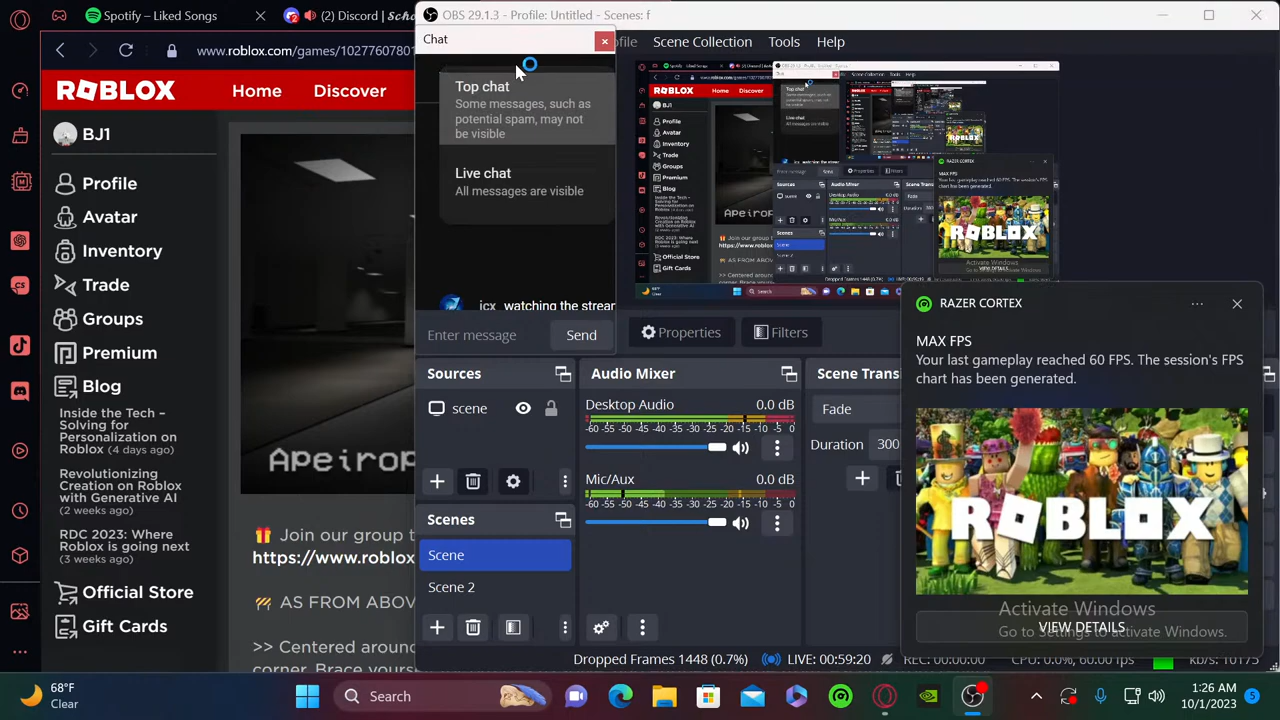 Spotify – Liked Songs
(2) Discord |
OBS 29.1.3 - Profile: Untitled - Scenes: f
www.roblox.com/games/1027760780
Chat
Scene Collection
Tools
Help
ROBLOX
Home
Discover
BJ1
Profile
Avatar
Inventory
Trade
Groups
Premium
Blog
Inside the Tech –
Solving for
Personalization on
Roblox (4 days ago)
Revolutionizing
Creation on Roblox
with Generative AI
(2 weeks ago)
RDC 2023: Where
Roblox is going next
(3 weeks ago)
Official Store
Gift Cards
Top chat
Some messages, such as
potential spam, may not
be visible
Live chat
All messages are visible
jcx watching the strear
Enter message
Send
APeirop
Join our group t
https://www.roblox
AS FROM ABOV
>> Centered around
corner. Brace yourse
Properties
Filters
Sources
scene
Scenes
Scene
Scene 2
Audio Mixer
Desktop Audio
0.0 dB
-60 -55 -50 -45 -40 -35 -30 -25 -20 -15 -10 -5 0
Mic/Aux
0.0 dB
-60 -55 -50 -45 -40 -35 -30 -25 -20 -15 -10 -5 0
Scene Transi
Fade
Duration
300
RAZER CORTEX
MAX FPS
Your last gameplay reached 60 FPS. The session's FPS
chart has been generated.
ROBLOX
VIEW DETAILS
Activate Windows
Go to Settings to activate Windows.
Dropped Frames 1448 (0.7%)
LIVE: 00:59:20
REC: 00:00:00
CPU: 0.0%, 60.00 fps
kb/s: 10175
68°F
Clear
Search
1:26 AM
10/1/2023
5